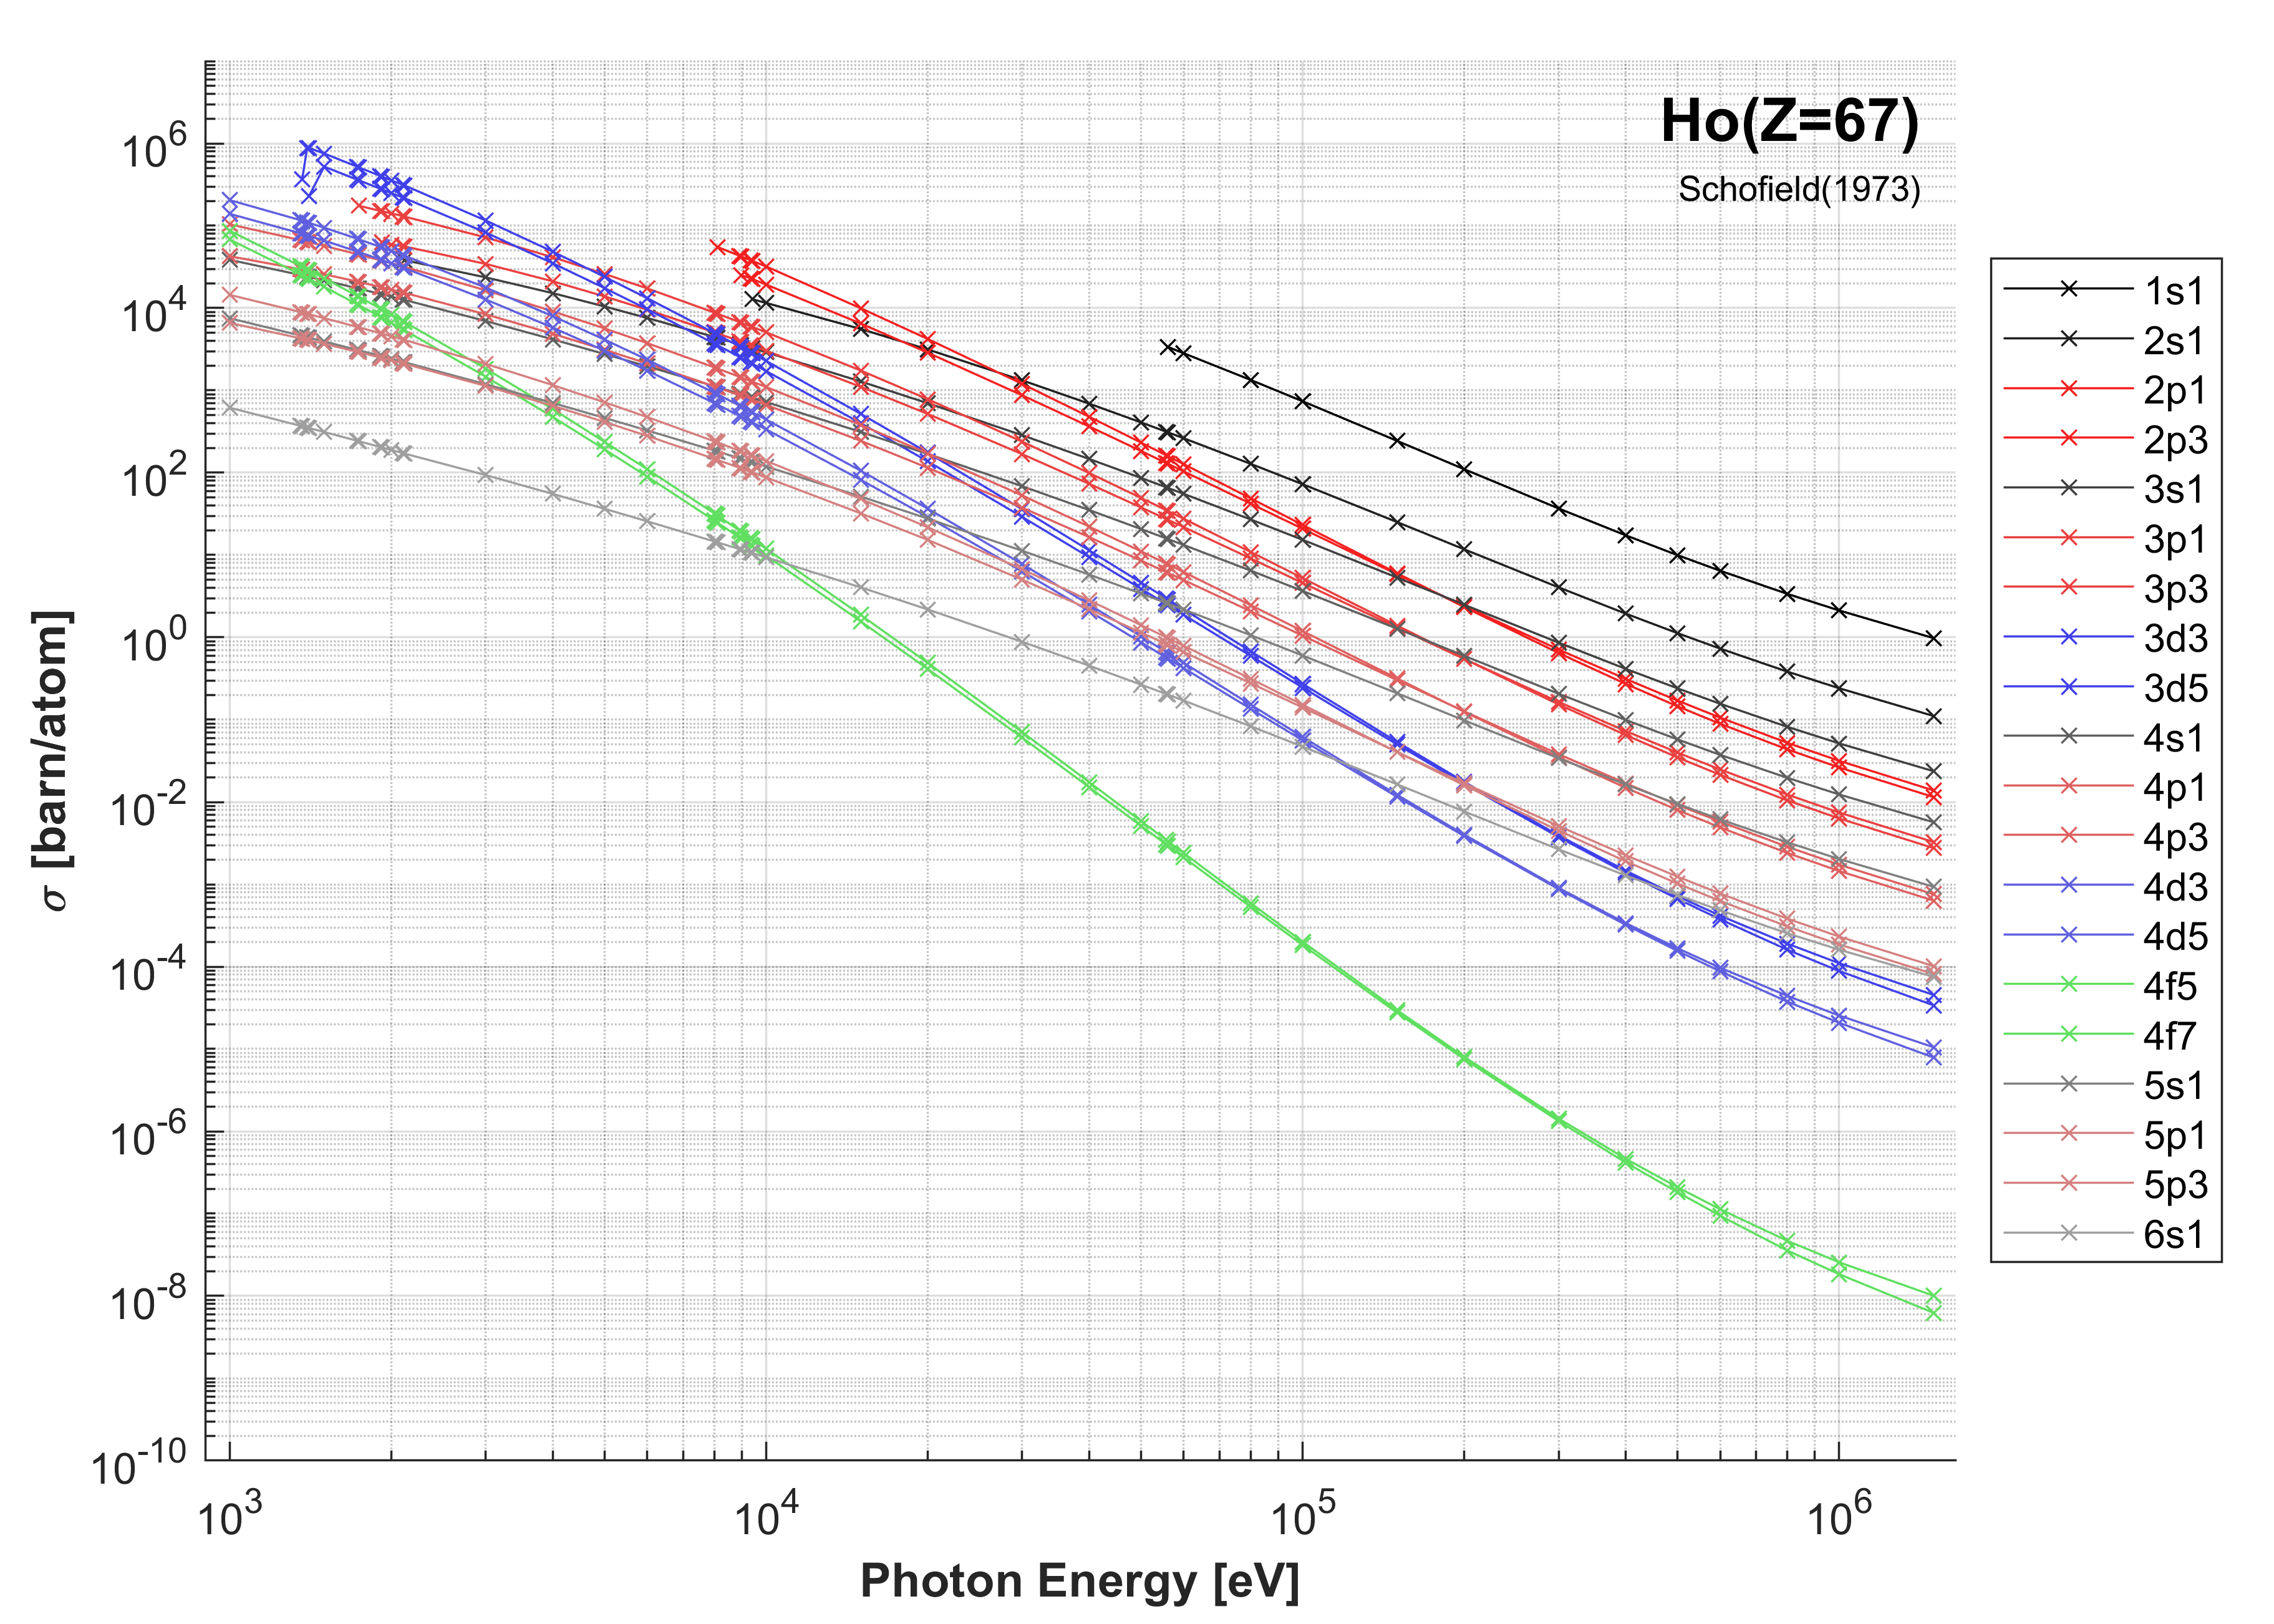 Ho(Z=67)
Schofield(1973)
10^6
10^4
10^2
10^0
10^-2
10^-4
10^-6
10^-8
10^-10
σ [barn/atom]
10^3
10^4
10^5
10^6
Photon Energy [eV]
1s1
2s1
2p1
2p3
3s1
3p1
3p3
3d3
3d5
4s1
4p1
4p3
4d3
4d5
4f5
4f7
5s1
5p1
5p3
6s1